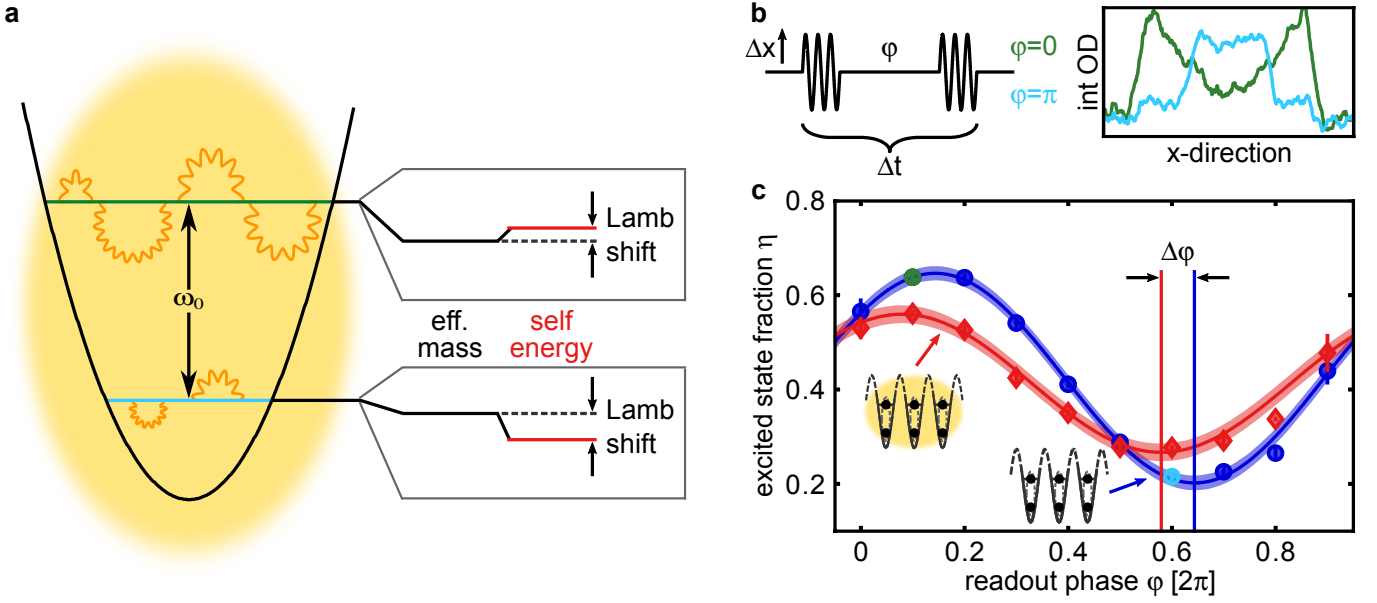 a
ω₀
Lamb
shift
eff.
mass
self
energy
Lamb
shift
b
Δx
φ
φ=0
φ=π
Δt
int OD
x-direction
c
excited state fraction η
0.8
0.6
0.4
0.2
Δφ
0
0.2
0.4
0.6
0.8
readout phase φ [2π]